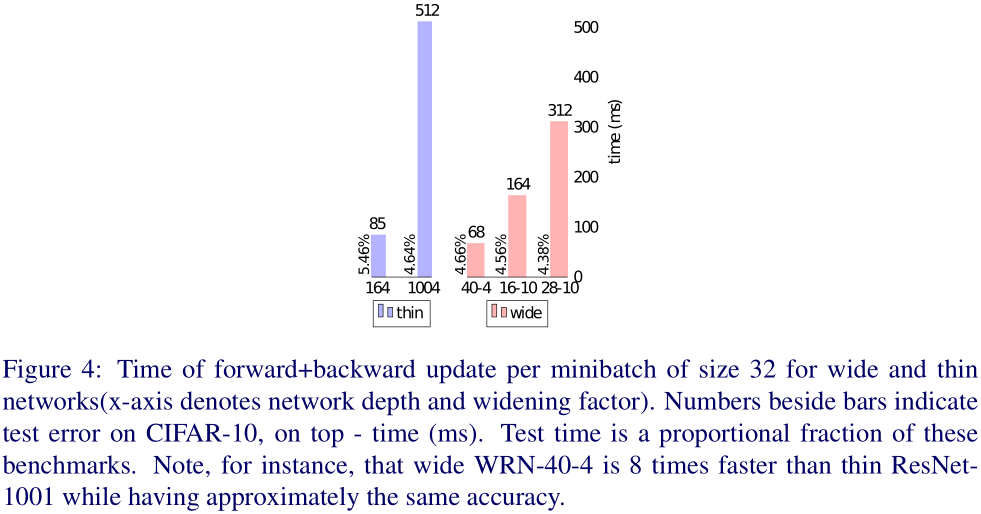 512
500
400
312
300
time (ms)
200
164
100
85
68
5.46%
4.64%
4.66%
4.56%
4.38%
0
164 1004 40-4 16-10 28-10
thin wide
Figure 4: Time of forward+backward update per minibatch of size 32 for wide and thin
networks(x-axis denotes network depth and widening factor). Numbers beside bars indicate
test error on CIFAR-10, on top - time (ms). Test time is a proportional fraction of these
benchmarks. Note, for instance, that wide WRN-40-4 is 8 times faster than thin ResNet-
1001 while having approximately the same accuracy.